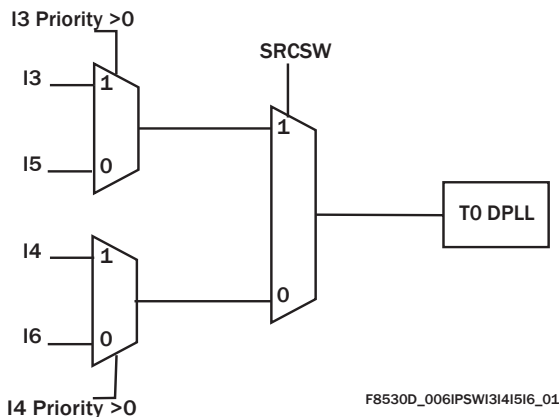 I3 Priority >0
SRCSW
I3
1
1
I5
0
T0 DPLL
I4
1
0
I6
0
I4 Priority >0
F8530D_006IPSWI3I4I5I6_01